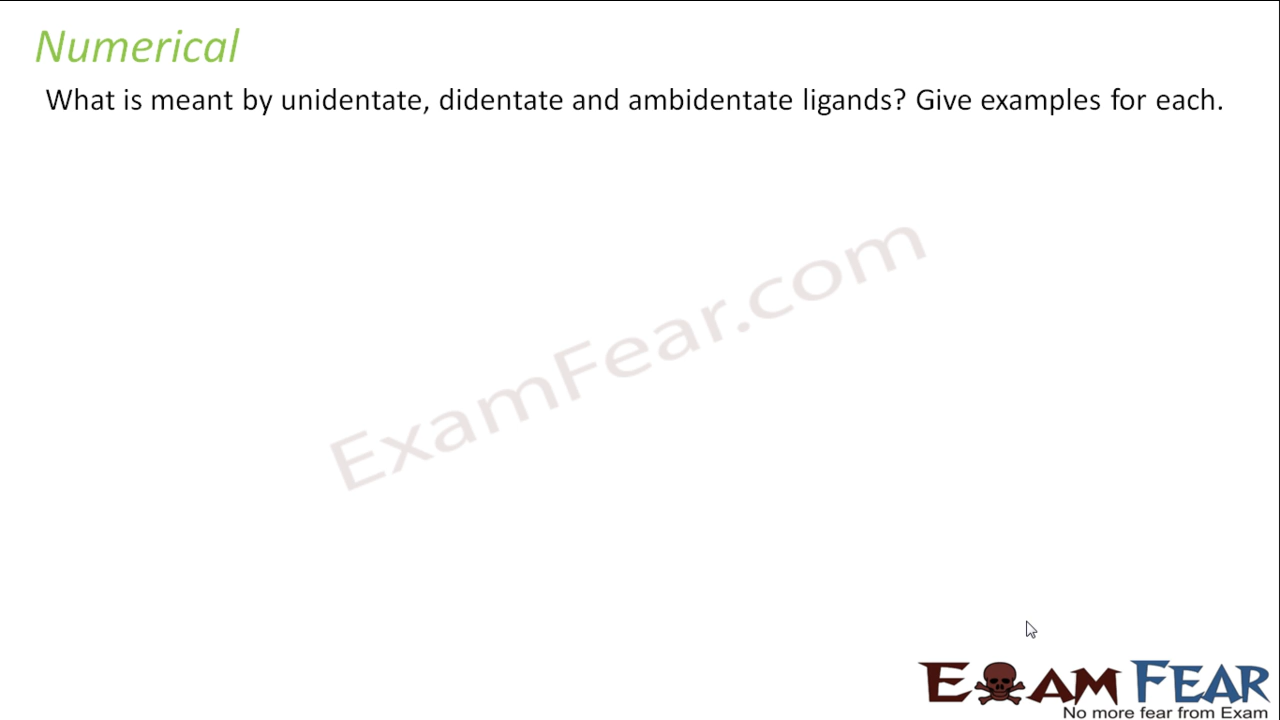 Numerical
What is meant by unidentate, didentate and ambidentate ligands? Give examples for each.
ExamFear.com
EXAM FEAR
No more fear from Exam